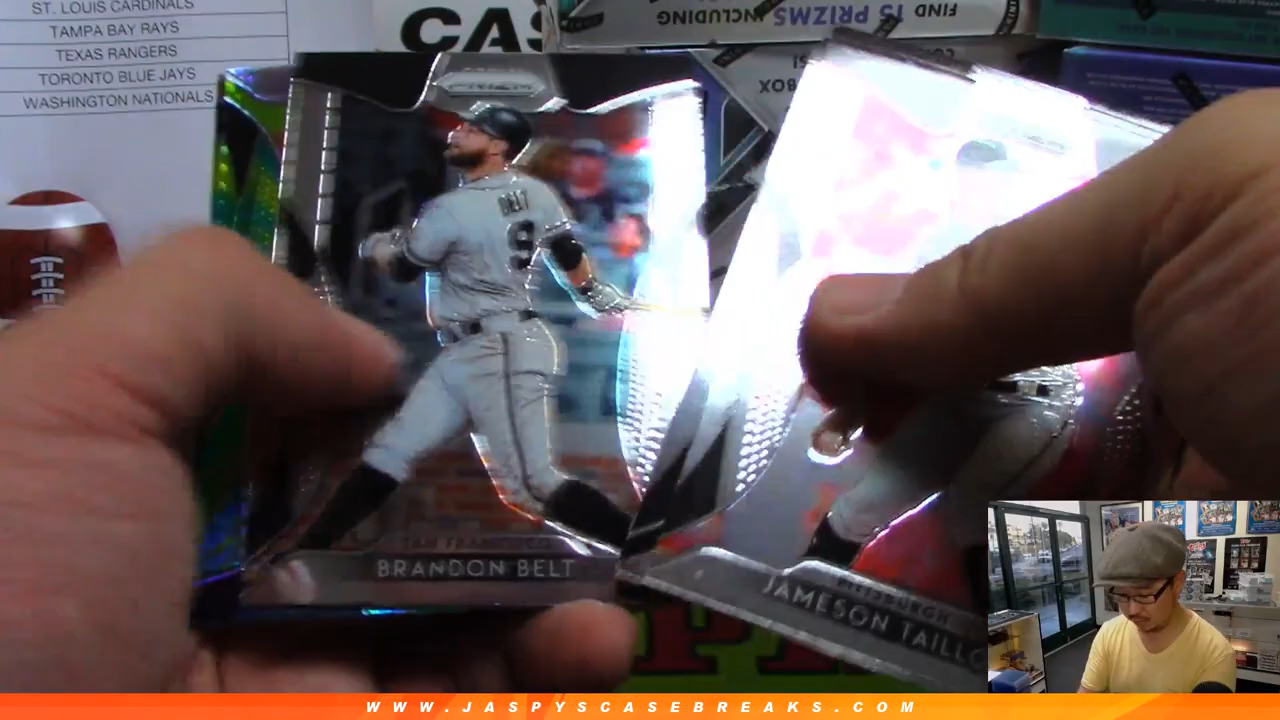 ST. LOUIS CARDINALS
TAMPA BAY RAYS
TEXAS RANGERS
TORONTO BLUE JAYS
WASHINGTON NATIONALS
CAS
FIND 15 PRIZMS INCLUDING
BOX
PRIZM
BELT
9
BRANDON BELT
PITTSBURGH
JAMESON TAILLO
WWW.JASPYSCASEBREAKS.COM